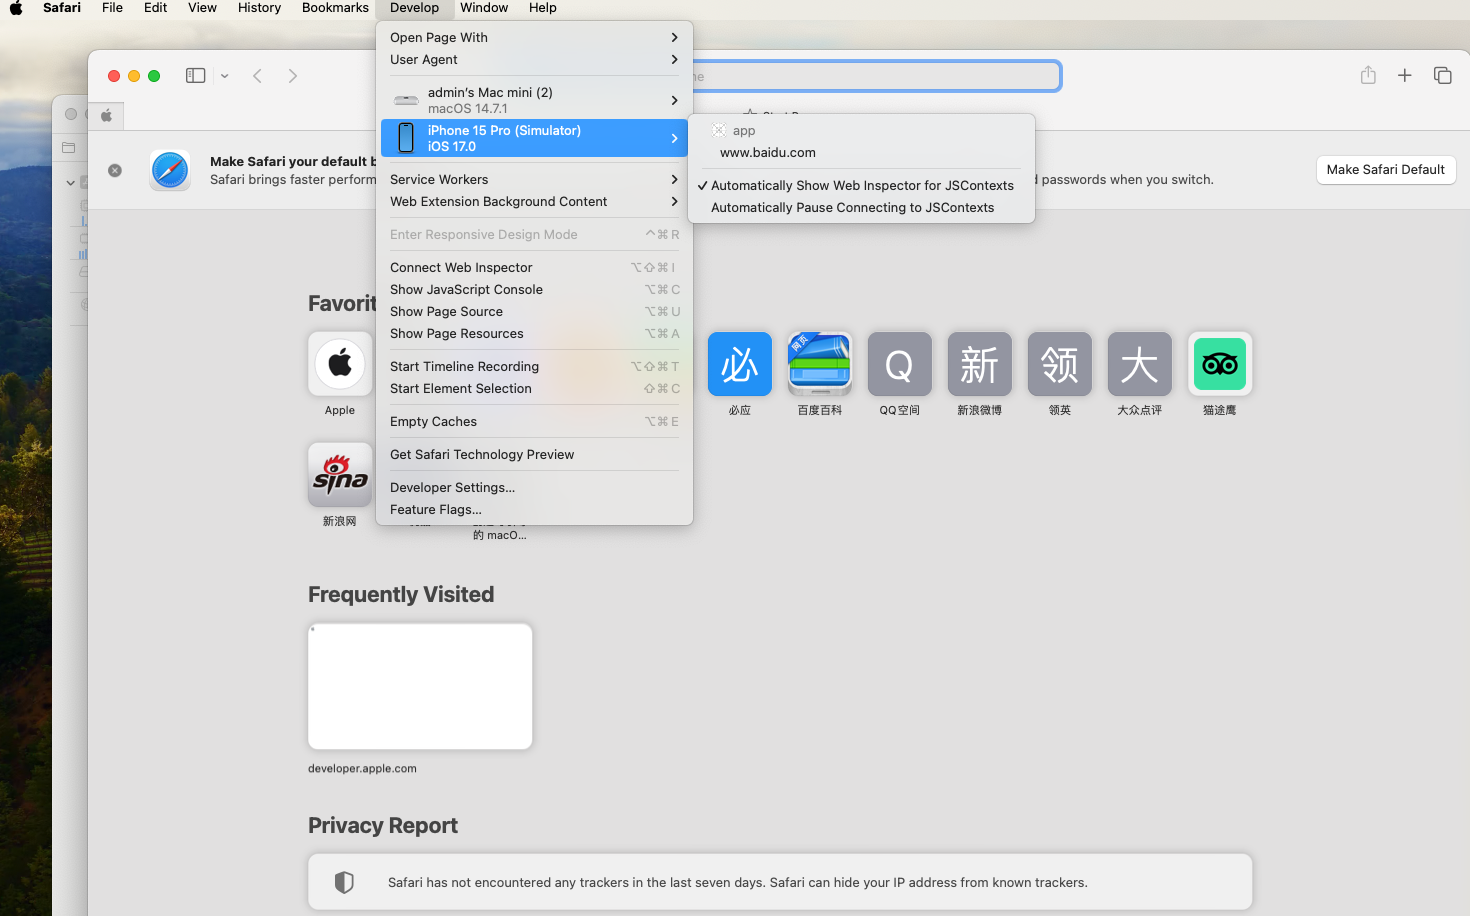 Safari File Edit View History Bookmarks Develop Window Help
Open Page With
User Agent
admin's Mac mini (2)
macOS 14.7.1
iPhone 15 Pro (Simulator)
iOS 17.0
app
www.baidu.com
Automatically Show Web Inspector for JSContexts
Automatically Pause Connecting to JSContexts
Service Workers
Web Extension Background Content
Enter Responsive Design Mode ^⌘R
Connect Web Inspector ⌥⇧⌘I
Show JavaScript Console ⌥⌘C
Show Page Source ⌥⌘U
Show Page Resources ⌥⌘A
Start Timeline Recording ⌥⇧⌘T
Start Element Selection ⇧⌘C
Empty Caches ⌥⌘E
Get Safari Technology Preview
Developer Settings...
Feature Flags...
Make Safari your default b
Safari brings faster perform
passwords when you switch.
Make Safari Default
Favorit
Apple
必
必应
网页
百度百科
Q
QQ空间
新
新浪微博
领
领英
大
大众点评
猫途鹰
sina
新浪网
的 macO...
Frequently Visited
developer.apple.com
Privacy Report
Safari has not encountered any trackers in the last seven days. Safari can hide your IP address from known trackers.